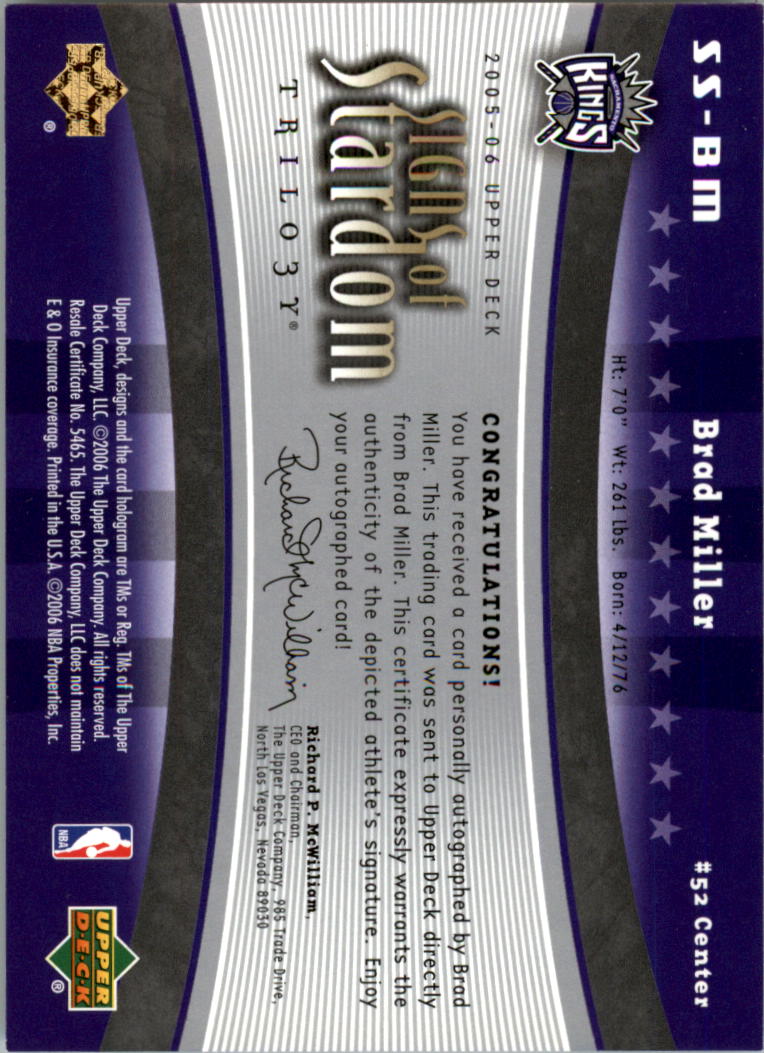 SS-BM
Brad Miller
#52 Center
Ht: 7'0" Wt: 261 lbs. Born: 4/12/76
SACRAMENTO
KINGS
2005-06 UPPER DECK
Signs of
Stardom
TRILO3Y®
CONGRATULATIONS!
You have received a card personally autographed by Brad
Miller. This trading card was sent to Upper Deck directly
from Brad Miller. This certificate expressly warrants the
authenticity of the depicted athlete's signature. Enjoy
your autographed card!
Richard P. McWilliam
Richard P. McWilliam,
CEO and Chairman,
The Upper Deck Company, 985 Trade Drive,
North Las Vegas, Nevada 89030
®
Upper Deck, designs and the card hologram are TMs or Reg. TMs of The Upper
Deck Company, LLC. ©2006 The Upper Deck Company. All rights reserved.
Resale Certificate No. 5465. The Upper Deck Company, LLC does not maintain
E & O Insurance coverage. Printed in the U.S.A. ©2006 NBA Properties, Inc.
NBA
UPPER
D·E·C·K
®